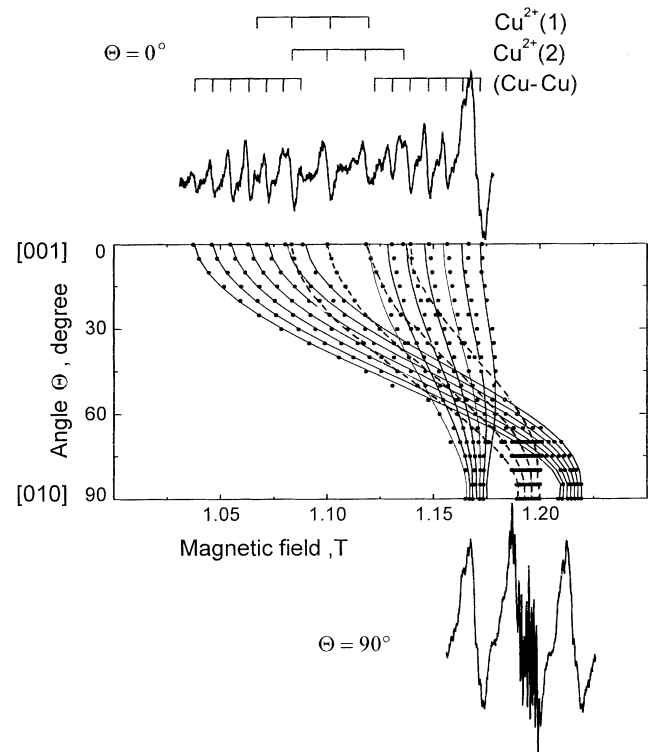 Cu²⁺(1)
Θ = 0° Cu²⁺(2)
(Cu-Cu)
[001] 0
30
60
[010] 90
Angle Θ, degree
1.05 1.10 1.15 1.20
Magnetic field ,T
Θ = 90°